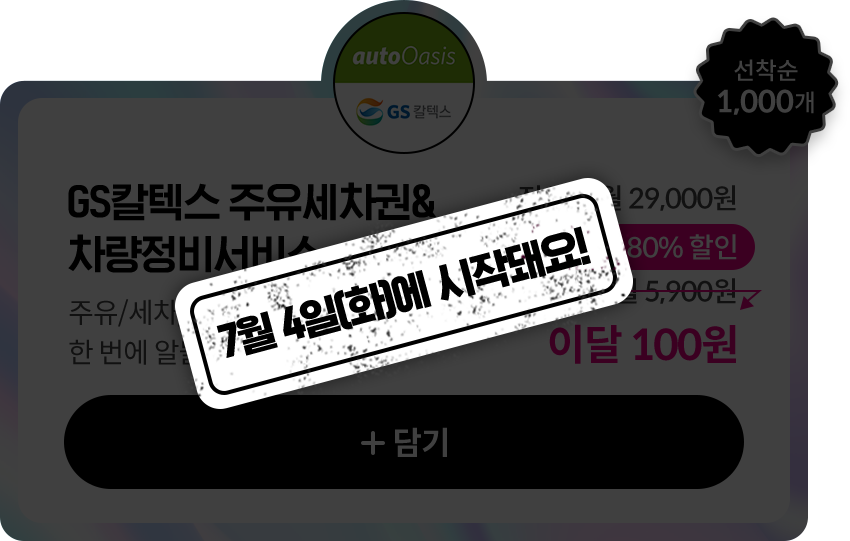 autoOasis
GS 칼텍스
선착순
1,000개
GS칼텍스 주유세차권&
차량정비서비스
월 29,000원
80% 할인
월 5,900원
이달 100원
주유/세차
한 번에
7월 4일(화)에 시작돼요!
+ 담기